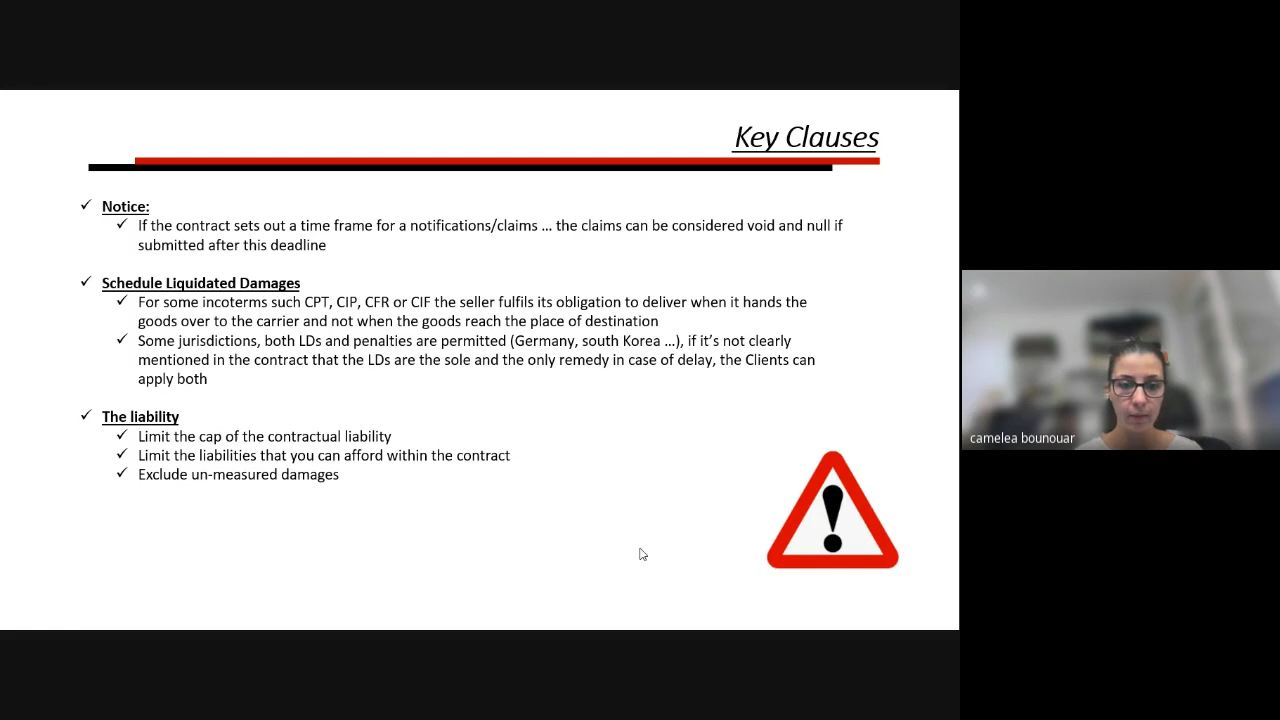 Key Clauses
✓ Notice:
✓ If the contract sets out a time frame for a notifications/claims ... the claims can be considered void and null if
submitted after this deadline
✓ Schedule Liquidated Damages
✓ For some incoterms such CPT, CIP, CFR or CIF the seller fulfils its obligation to deliver when it hands the
goods over to the carrier and not when the goods reach the place of destination
✓ Some jurisdictions, both LDs and penalties are permitted (Germany, south Korea ...), if it's not clearly
mentioned in the contract that the LDs are the sole and the only remedy in case of delay, the Clients can
apply both
✓ The liability
✓ Limit the cap of the contractual liability
✓ Limit the liabilities that you can afford within the contract
✓ Exclude un-measured damages
camelea bounouar